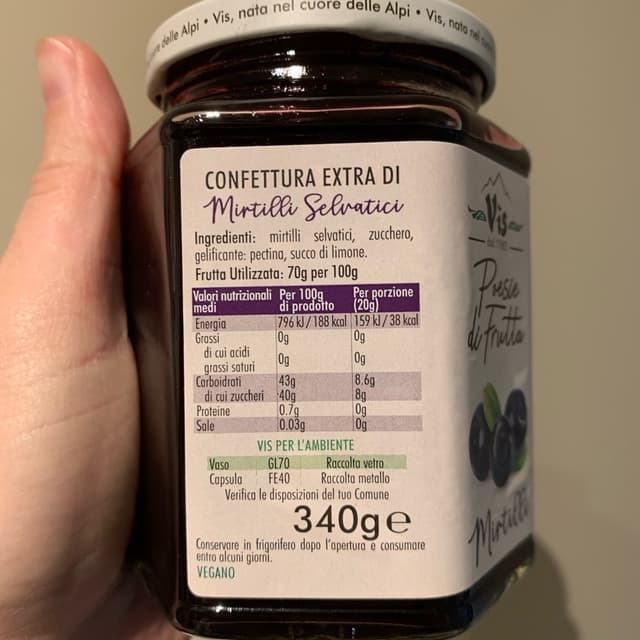 delle Alpi • Vis, nata nel cuore delle Alpi • Vis, nata nel
CONFETTURA EXTRA DI
Mirtilli Selvatici
Ingredienti: mirtilli selvatici, zucchero,
gelificante: pectina, succo di limone.
Frutta Utilizzata: 70g per 100g
Valori nutrizionali medi Per 100g di prodotto Per porzione (20g)
Energia 796 kJ / 188 kcal 159 kJ / 38 kcal
Grassi 0g 0g
di cui acidi grassi saturi 0g 0g
Carboidrati 43g 8.6g
di cui zuccheri 40g 8g
Proteine 0.7g 0g
Sale 0.03g 0g
VIS PER L'AMBIENTE
Vaso GL70 Raccolta vetro
Capsula FE40 Raccolta metallo
Verifica le disposizioni del tuo Comune
340g e
Conservare in frigorifero dopo l'apertura e consumare
entro alcuni giorni.
VEGANO
Vis
Poesie
di Frutta
Mirtilli